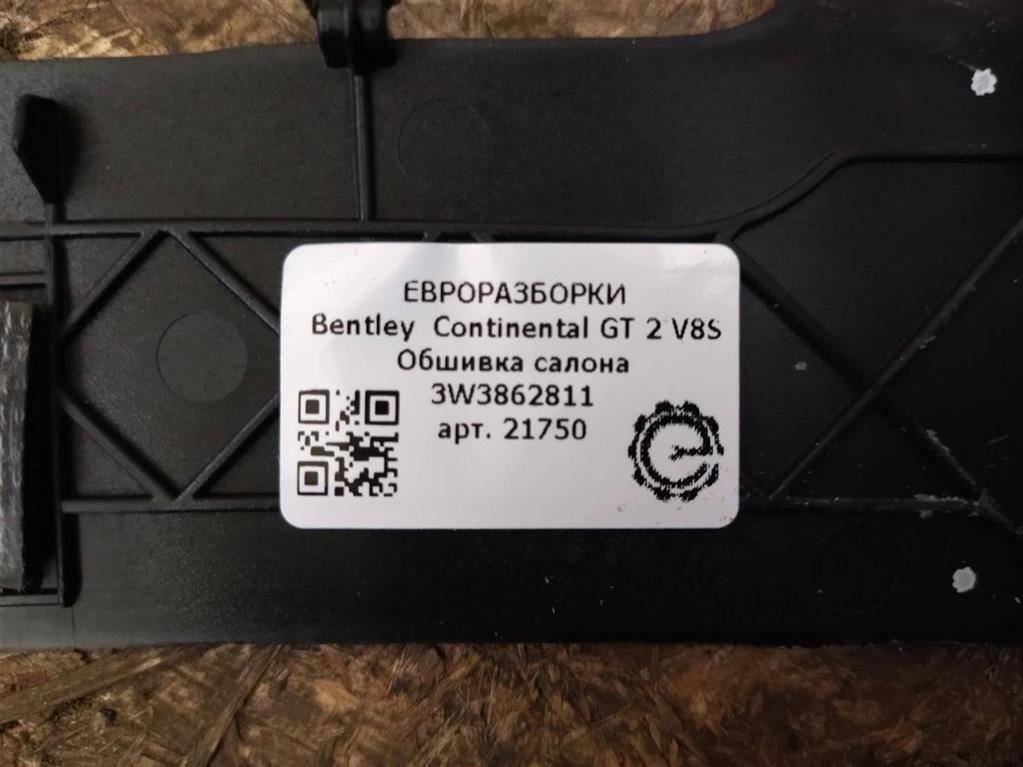 ЕВРОРАЗБОРКИ
Bentley Continental GT 2 V8S
Обшивка салона
3W3862811
арт. 21750